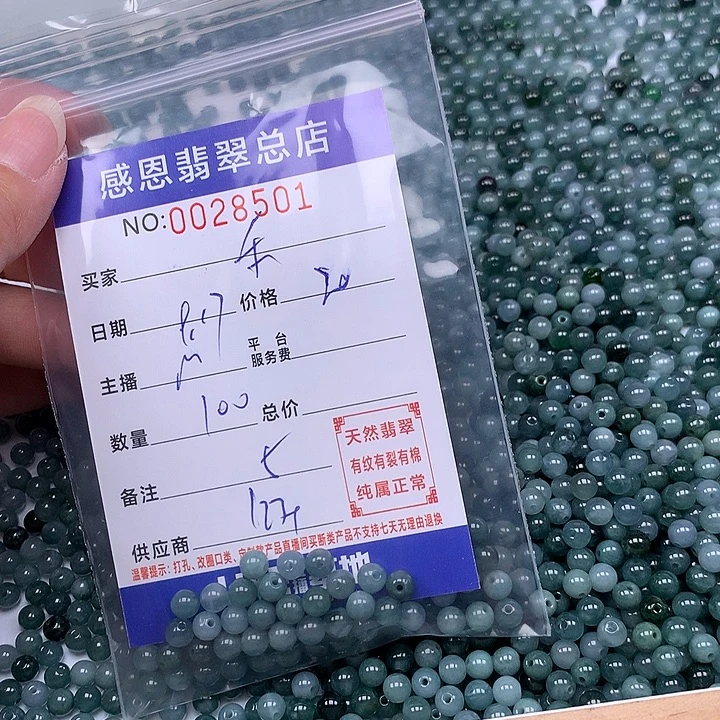 感恩翡翠总店
NO:0028501
买家
日期 价格
主播 M 平台服务费
数量 100 总价
备注
供应商
天然翡翠
有纹有裂有棉
纯属正常
温馨提示：打孔、改圈口类、定制款产品直播间买断类产品不支持七天无理由退换